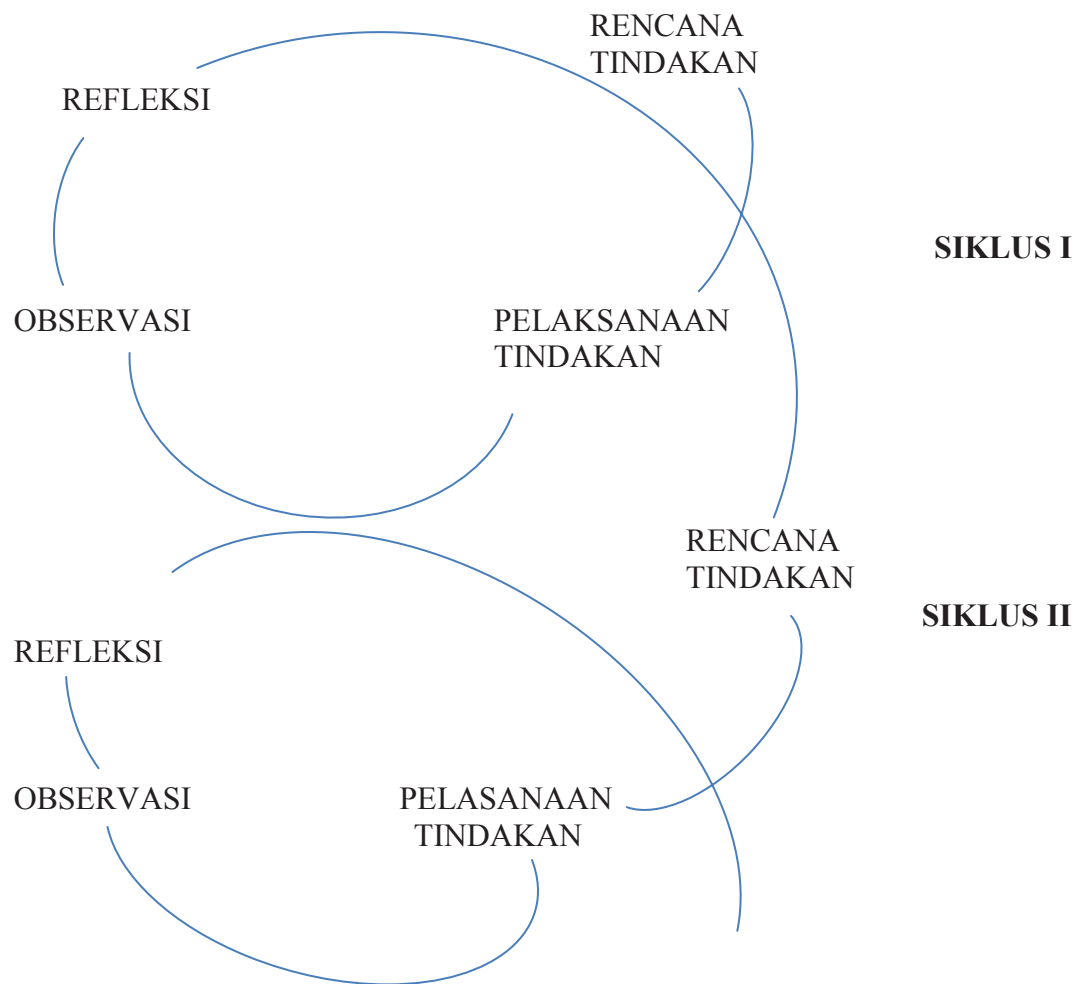 RENCANA
TINDAKAN
REFLEKSI
SIKLUS I
OBSERVASI
PELAKSANAAN
TINDAKAN
RENCANA
TINDAKAN
SIKLUS II
REFLEKSI
OBSERVASI
PELASANAAN
TINDAKAN